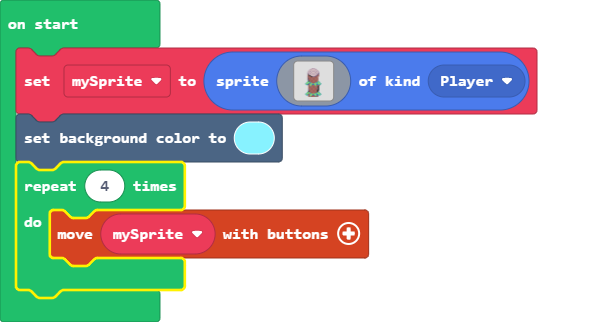 on start
set mySprite to sprite of kind Player
set background color to
repeat 4 times
do
move mySprite with buttons